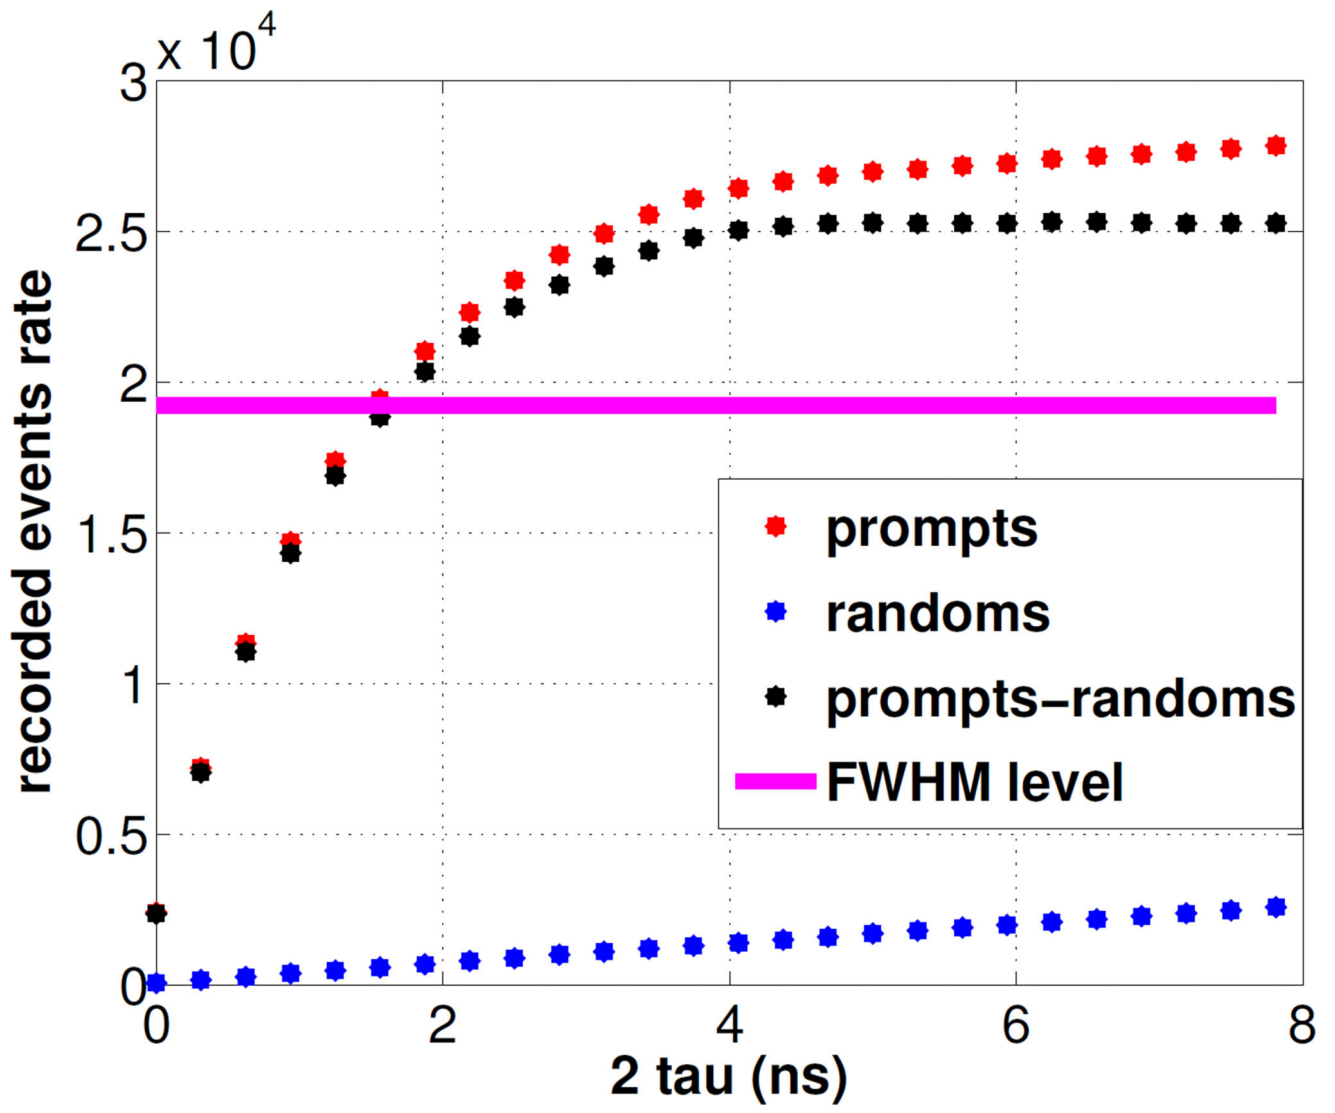 x 10^4
3
2.5
2
1.5
1
0.5
0
0 2 4 6 8
recorded events rate
2 tau (ns)
prompts
randoms
prompts–randoms
FWHM level